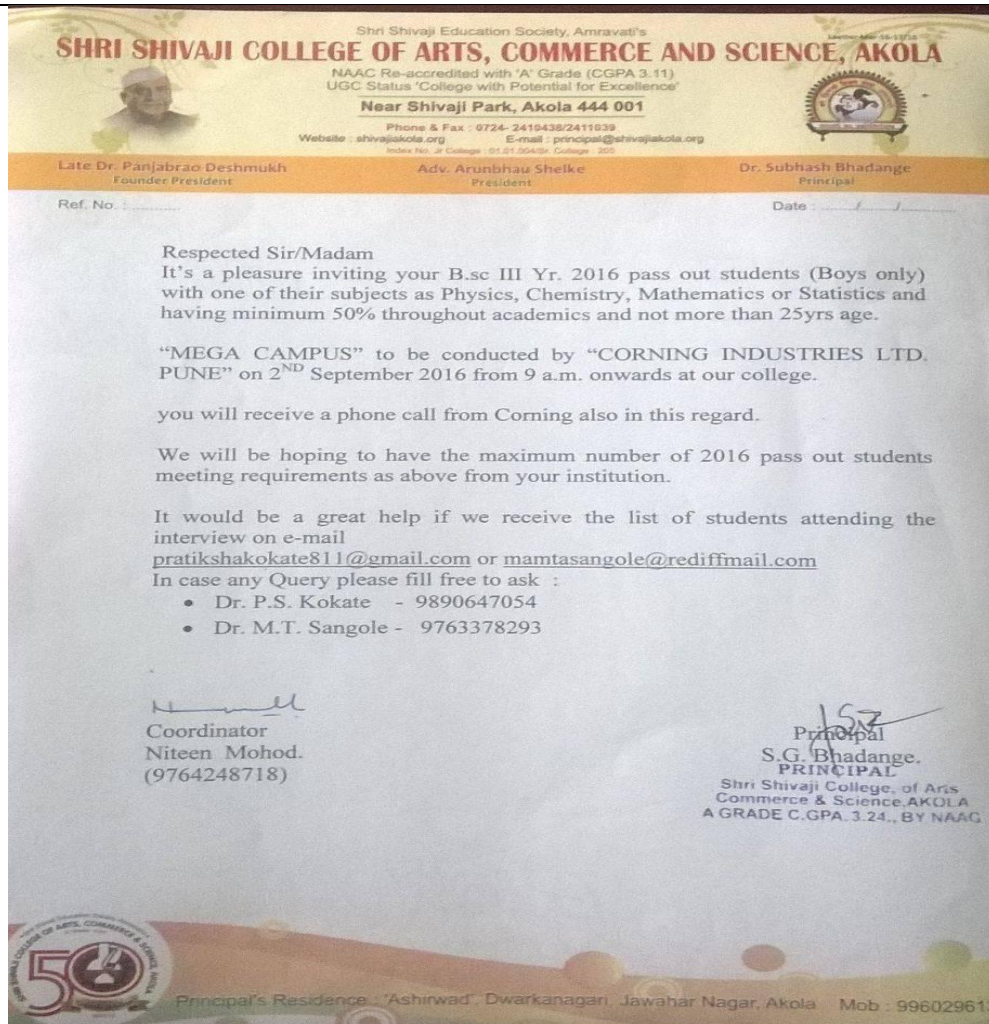 Shri Shivaji Education Society, Amravati's
SHRI SHIVAJI COLLEGE OF ARTS, COMMERCE AND SCIENCE, AKOLA
NAAC Re-accredited with 'A' Grade (CGPA 3.11)
UGC Status 'College with Potential for Excellence'
Near Shivaji Park, Akola 444 001
Phone & Fax : 0724- 2410438/2411039
Website : shivajiakola.org E-mail : principal@shivajiakola.org
Index No. Jr College : 01.01.004/Sr. College : 205
Late Dr. Panjabrao Deshmukh Adv. Arunbhau Shelke Dr. Subhash Bhadange
Founder President President Principal
Ref. No. : ........... Date : ....../....../............
Respected Sir/Madam
It's a pleasure inviting your B.sc III Yr. 2016 pass out students (Boys only)
with one of their subjects as Physics, Chemistry, Mathematics or Statistics and
having minimum 50% throughout academics and not more than 25yrs age.
“MEGA CAMPUS” to be conducted by “CORNING INDUSTRIES LTD.
PUNE” on 2ND September 2016 from 9 a.m. onwards at our college.
you will receive a phone call from Corning also in this regard.
We will be hoping to have the maximum number of 2016 pass out students
meeting requirements as above from your institution.
It would be a great help if we receive the list of students attending the
interview on e-mail
pratikshakokate811@gmail.com or mamtasangole@rediffmail.com
In case any Query please fill free to ask :
• Dr. P.S. Kokate - 9890647054
• Dr. M.T. Sangole - 9763378293
Coordinator
Niteen Mohod.
(9764248718)
Principal
S.G. Bhadange.
PRINCIPAL
Shri Shivaji College, of Arts
Commerce & Science,AKOLA
A GRADE C.GPA. 3.24., BY NAAC
50
Principal's Residence : 'Ashirwad', Dwarkanagari, Jawahar Nagar, Akola Mob : 99602961